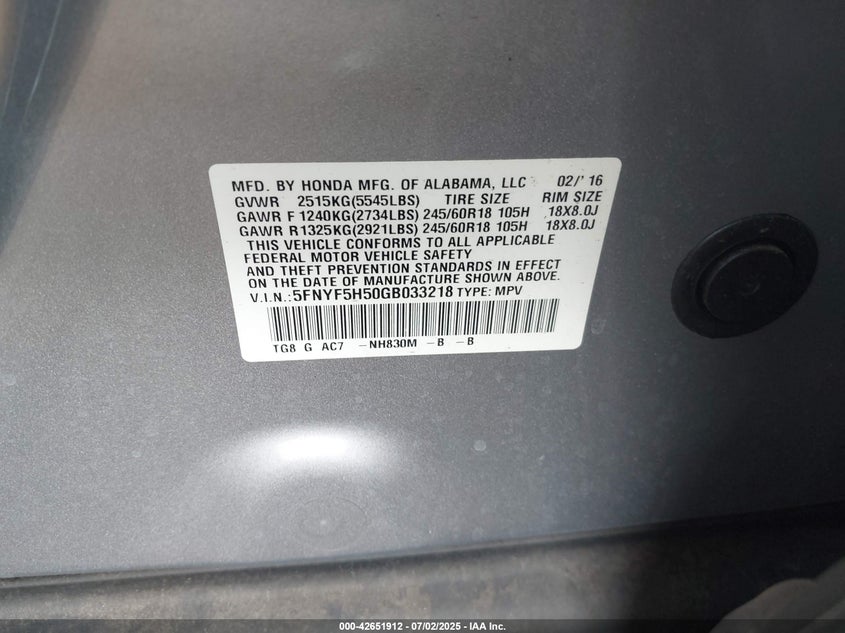 MFD. BY HONDA MFG. OF ALABAMA, LLC 02/' 16
GVWR 2515KG(5545LBS) TIRE SIZE RIM SIZE
GAWR F 1240KG(2734LBS) 245/60R18 105H 18X8.0J
GAWR R1325KG(2921LBS) 245/60R18 105H 18X8.0J
THIS VEHICLE CONFORMS TO ALL APPLICABLE
FEDERAL MOTOR VEHICLE SAFETY
AND THEFT PREVENTION STANDARDS IN EFFECT
ON THE DATE OF MANUFACTURE SHOWN ABOVE.
V.I.N.:5FNYF5H50GB033218 TYPE: MPV
TG8 G AC7 -NH830M -B -B
000-42651912 - 07/02/2025 - IAA Inc.